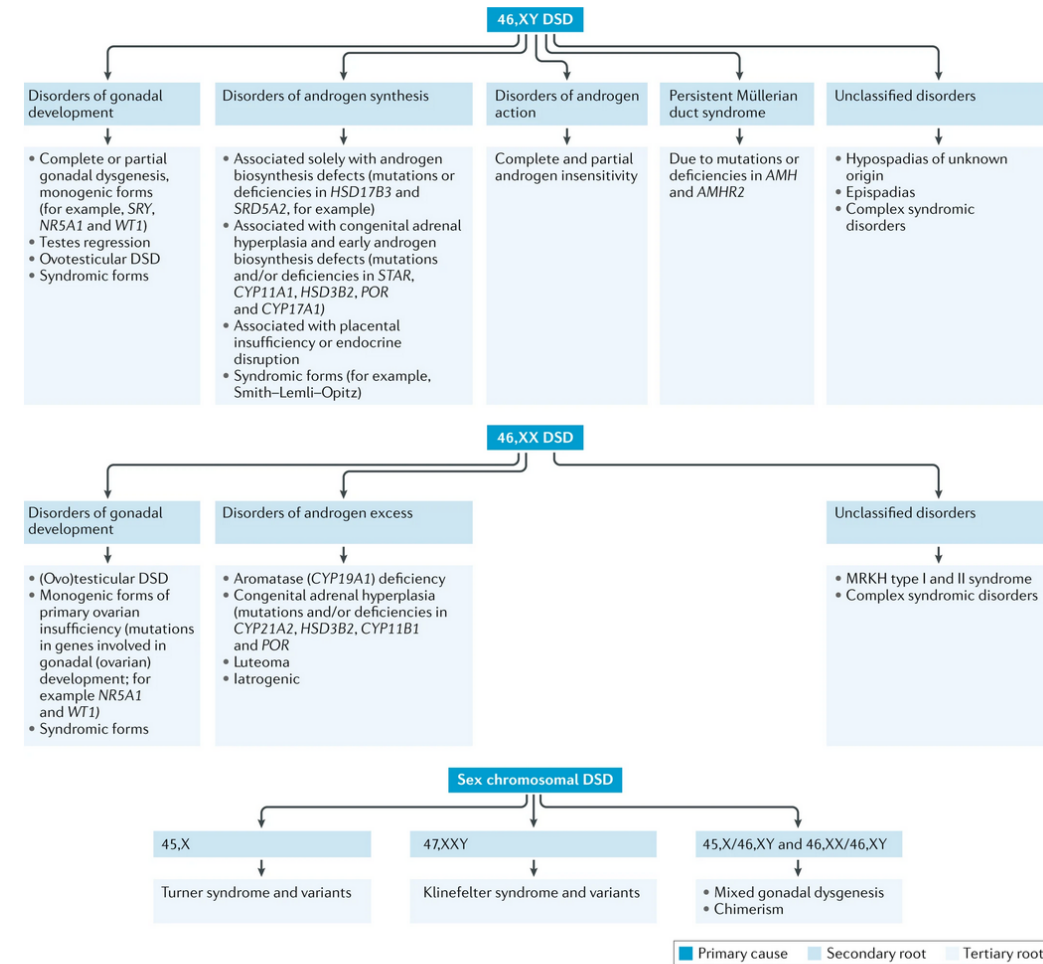 46,XY DSD
Disorders of gonadal
development
Disorders of androgen synthesis
Disorders of androgen
action
Persistent Müllerian
duct syndrome
Unclassified disorders
• Complete or partial
gonadal dysgenesis,
monogenic forms
(for example, SRY,
NR5A1 and WT1)
• Testes regression
• Ovotesticular DSD
• Syndromic forms
• Associated solely with androgen
biosynthesis defects (mutations or
deficiencies in HSD17B3 and
SRD5A2, for example)
• Associated with congenital adrenal
hyperplasia and early androgen
biosynthesis defects (mutations
and/or deficiencies in STAR,
CYP11A1, HSD3B2, POR
and CYP17A1)
• Associated with placental
insufficiency or endocrine
disruption
• Syndromic forms (for example,
Smith–Lemli–Opitz)
Complete and partial
androgen insensitivity
Due to mutations or
deficiencies in AMH
and AMHR2
• Hypospadias of unknown
origin
• Epispadias
• Complex syndromic
disorders
46,XX DSD
Disorders of gonadal
development
Disorders of androgen excess
Unclassified disorders
• (Ovo)testicular DSD
• Monogenic forms of
primary ovarian
insufficiency (mutations
in genes involved in
gonadal (ovarian)
development; for
example NR5A1
and WT1)
• Syndromic forms
• Aromatase (CYP19A1) deficiency
• Congenital adrenal hyperplasia
(mutations and/or deficiencies in
CYP21A2, HSD3B2, CYP11B1
and POR
• Luteoma
• Iatrogenic
• MRKH type I and II syndrome
• Complex syndromic disorders
Sex chromosomal DSD
45,X
47,XXY
45,X/46,XY and 46,XX/46,XY
Turner syndrome and variants
Klinefelter syndrome and variants
• Mixed gonadal dysgenesis
• Chimerism
Primary cause
Secondary root
Tertiary root